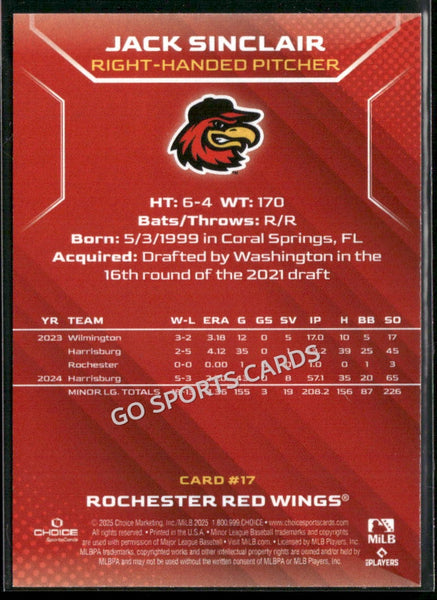 JACK SINCLAIR
RIGHT-HANDED PITCHER
HT: 6-4 WT: 170
Bats/Throws: R/R
Born: 5/3/1999 in Coral Springs, FL
Acquired: Drafted by Washington in the
16th round of the 2021 draft
YR TEAM W-L ERA G GS SV IP H BB SO
2023 Wilmington 3-2 3.18 12 0 5 17.0 10 5 17
Harrisburg 2-5 4.12 35 0 39 25 45
Rochester 0-0 0.00 1.0 0 1 3
2024 Harrisburg 5-3 0 8 57.1 35 20 65
MINOR LG. TOTALS 155 3 19 208.2 156 87 226
GO SPORTS CARDS
CARD #17
ROCHESTER RED WINGS®
© 2025 Choice Marketing, Inc./MiLB 2025 • 1.800.999.CHOICE • www.choicesportscards.com
All Rights Reserved. • Printed in the U.S.A. • Minor League Baseball trademarks and copyrights
are used with permission of Major League Baseball • Visit MiLB.com. • Licensed by MLB Players, Inc.
MLBPA trademarks, copyrighted works and other intellectual property rights are owned and/or held by
MLBPA and may not be used without the written consent of MLBPA or MLB Players, Inc.
CHOICE
SportsCards
MiLB
PLAYERS